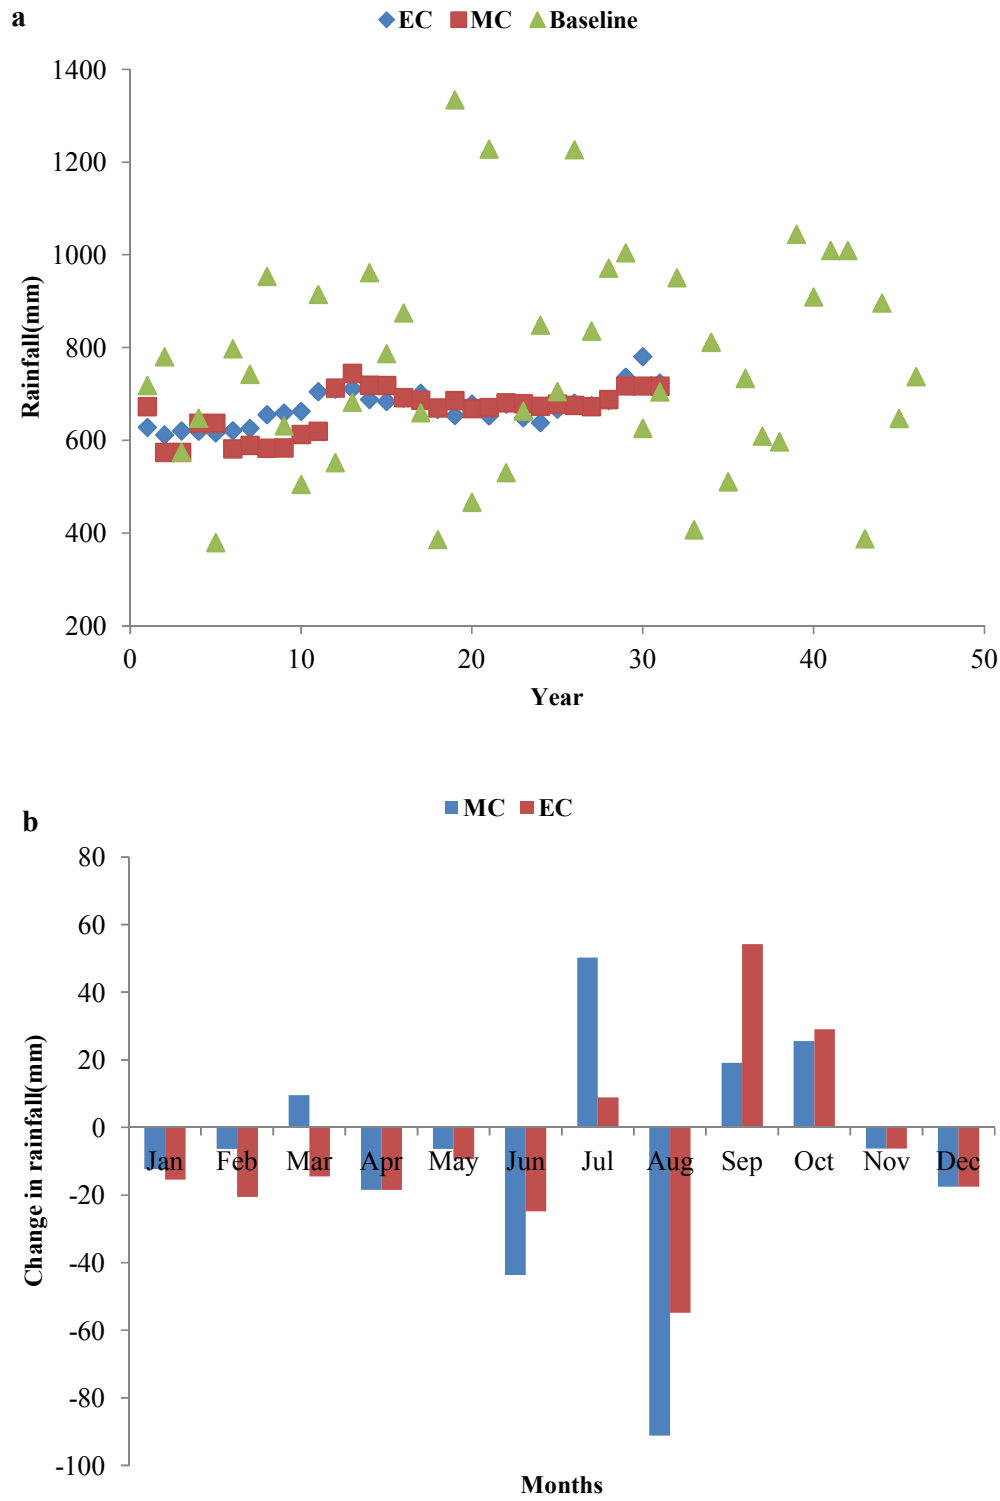 a
EC MC Baseline
1400
1200
1000
800
600
400
200
0 10 20 30 40 50
Rainfall(mm)
Year
b
MC EC
80
60
40
20
0
-20
-40
-60
-80
-100
Jan Feb Mar Apr May Jun Jul Aug Sep Oct Nov Dec
Change in rainfall(mm)
Months